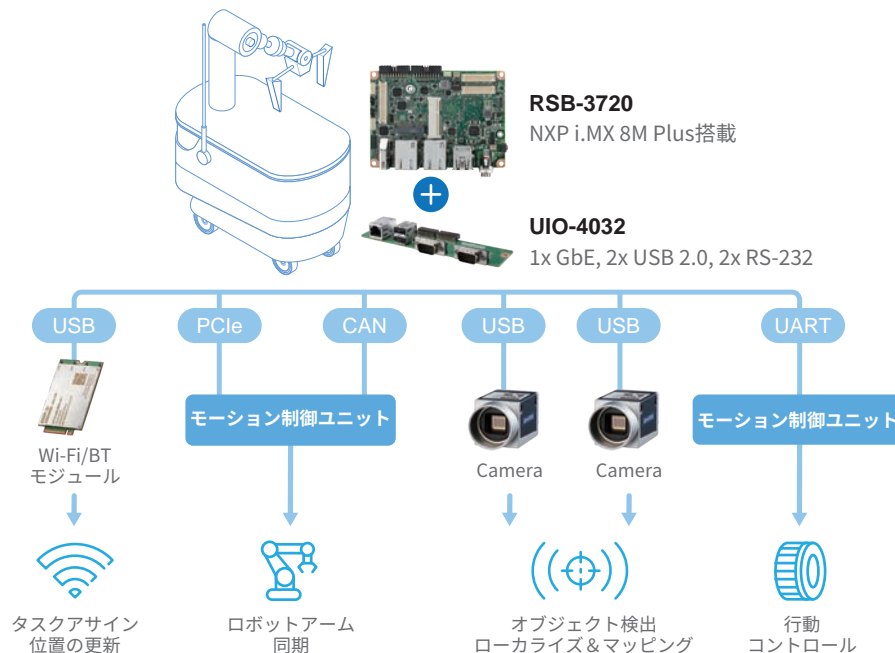 RSB-3720
NXP i.MX 8M Plus搭載
UIO-4032
1x GbE, 2x USB 2.0, 2x RS-232
USB
PCIe
CAN
USB
USB
UART
モーション制御ユニット
モーション制御ユニット
Wi-Fi/BT
モジュール
Camera
Camera
タスクアサイン
位置の更新
ロボットアーム
同期
オブジェクト検出
ローカライズ＆マッピング
行動
コントロール